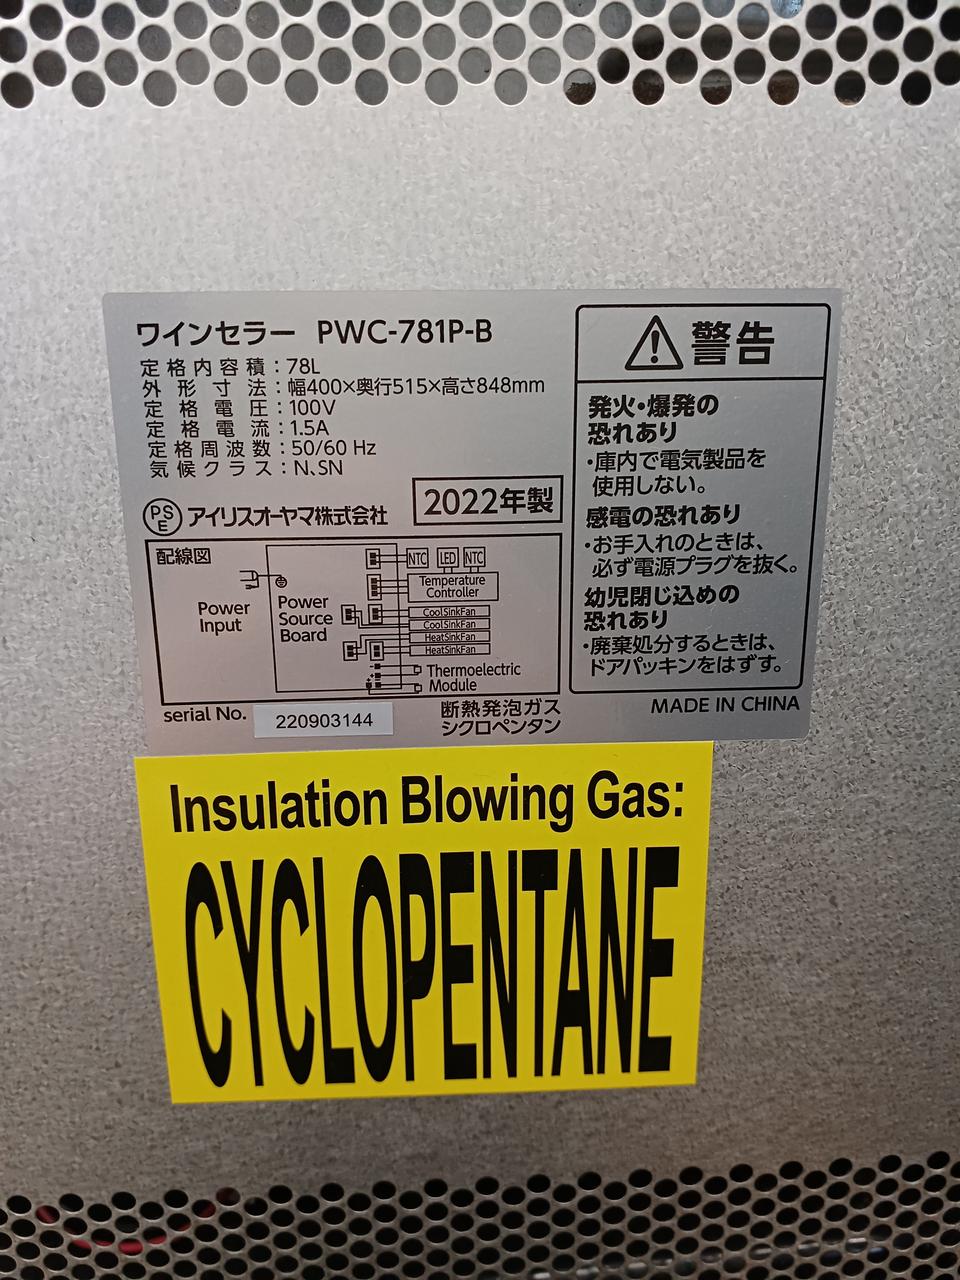 ワインセラー PWC-781P-B
定格内容積：78L
外形寸法：幅400×奥行515×高さ848mm
定格電圧：100V
定格電流：1.5A
定格周波数：50/60 Hz
気候クラス：N、SN
PS
E
アイリスオーヤマ株式会社
2022年製
配線図
Power
Input
Power
Source
Board
NTC LED NTC
Temperature
Controller
CoolSinkFan
CoolSinkFan
HeatSinkFan
HeatSinkFan
Thermoelectric
Module
serial No. 220903144
断熱発泡ガス
シクロペンタン
警告
発火・爆発の
恐れあり
・庫内で電気製品を
使用しない。
感電の恐れあり
・お手入れのときは、
必ず電源プラグを抜く。
幼児閉じ込めの
恐れあり
・廃棄処分するときは、
ドアパッキンをはずす。
MADE IN CHINA
Insulation Blowing Gas:
CYCLOPENTANE